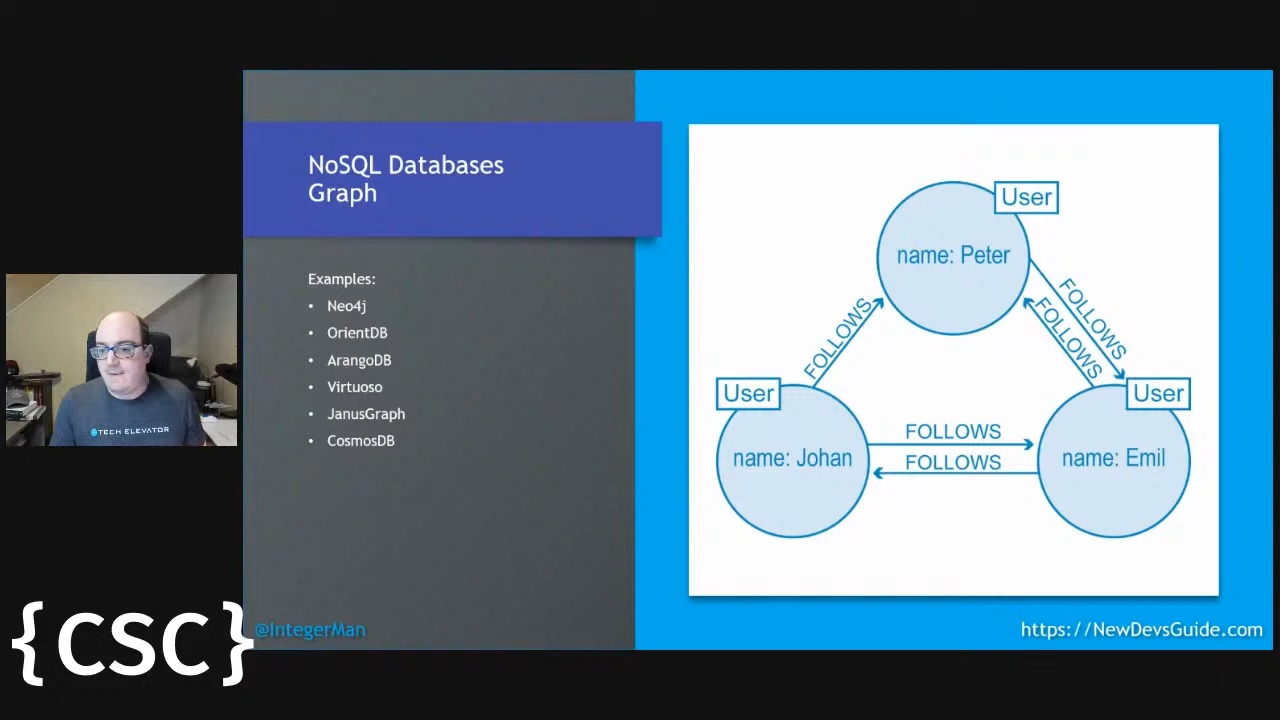 NoSQL Databases
Graph
Examples:
• Neo4j
• OrientDB
• ArangoDB
• Virtuoso
• JanusGraph
• CosmosDB
User
name: Peter
FOLLOWS
FOLLOWS
FOLLOWS
User
name: Johan
FOLLOWS
FOLLOWS
User
name: Emil
TECH ELEVATOR
{CSC}
@IntegerMan
https://NewDevsGuide.com